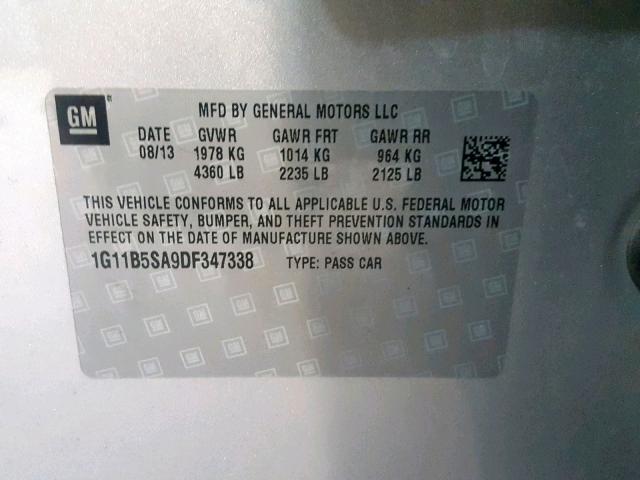 GM
MFD BY GENERAL MOTORS LLC
DATE GVWR GAWR FRT GAWR RR
08/13 1978 KG 1014 KG 964 KG
4360 LB 2235 LB 2125 LB
THIS VEHICLE CONFORMS TO ALL APPLICABLE U.S. FEDERAL MOTOR
VEHICLE SAFETY, BUMPER, AND THEFT PREVENTION STANDARDS IN
EFFECT ON THE DATE OF MANUFACTURE SHOWN ABOVE.
1G11B5SA9DF347338 TYPE: PASS CAR